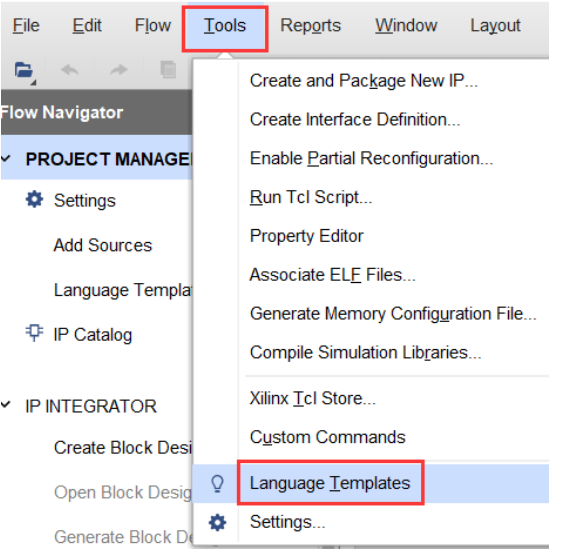 File Edit Flow Tools Reports Window Layout
Flow Navigator
PROJECT MANAGE
Settings
Add Sources
Language Templa
IP Catalog
IP INTEGRATOR
Create Block Desi
Open Block Desig
Generate Block De
Create and Package New IP...
Create Interface Definition...
Enable Partial Reconfiguration...
Run Tcl Script...
Property Editor
Associate ELF Files...
Generate Memory Configuration File...
Compile Simulation Libraries...
Xilinx Tcl Store...
Custom Commands
Language Templates
Settings...